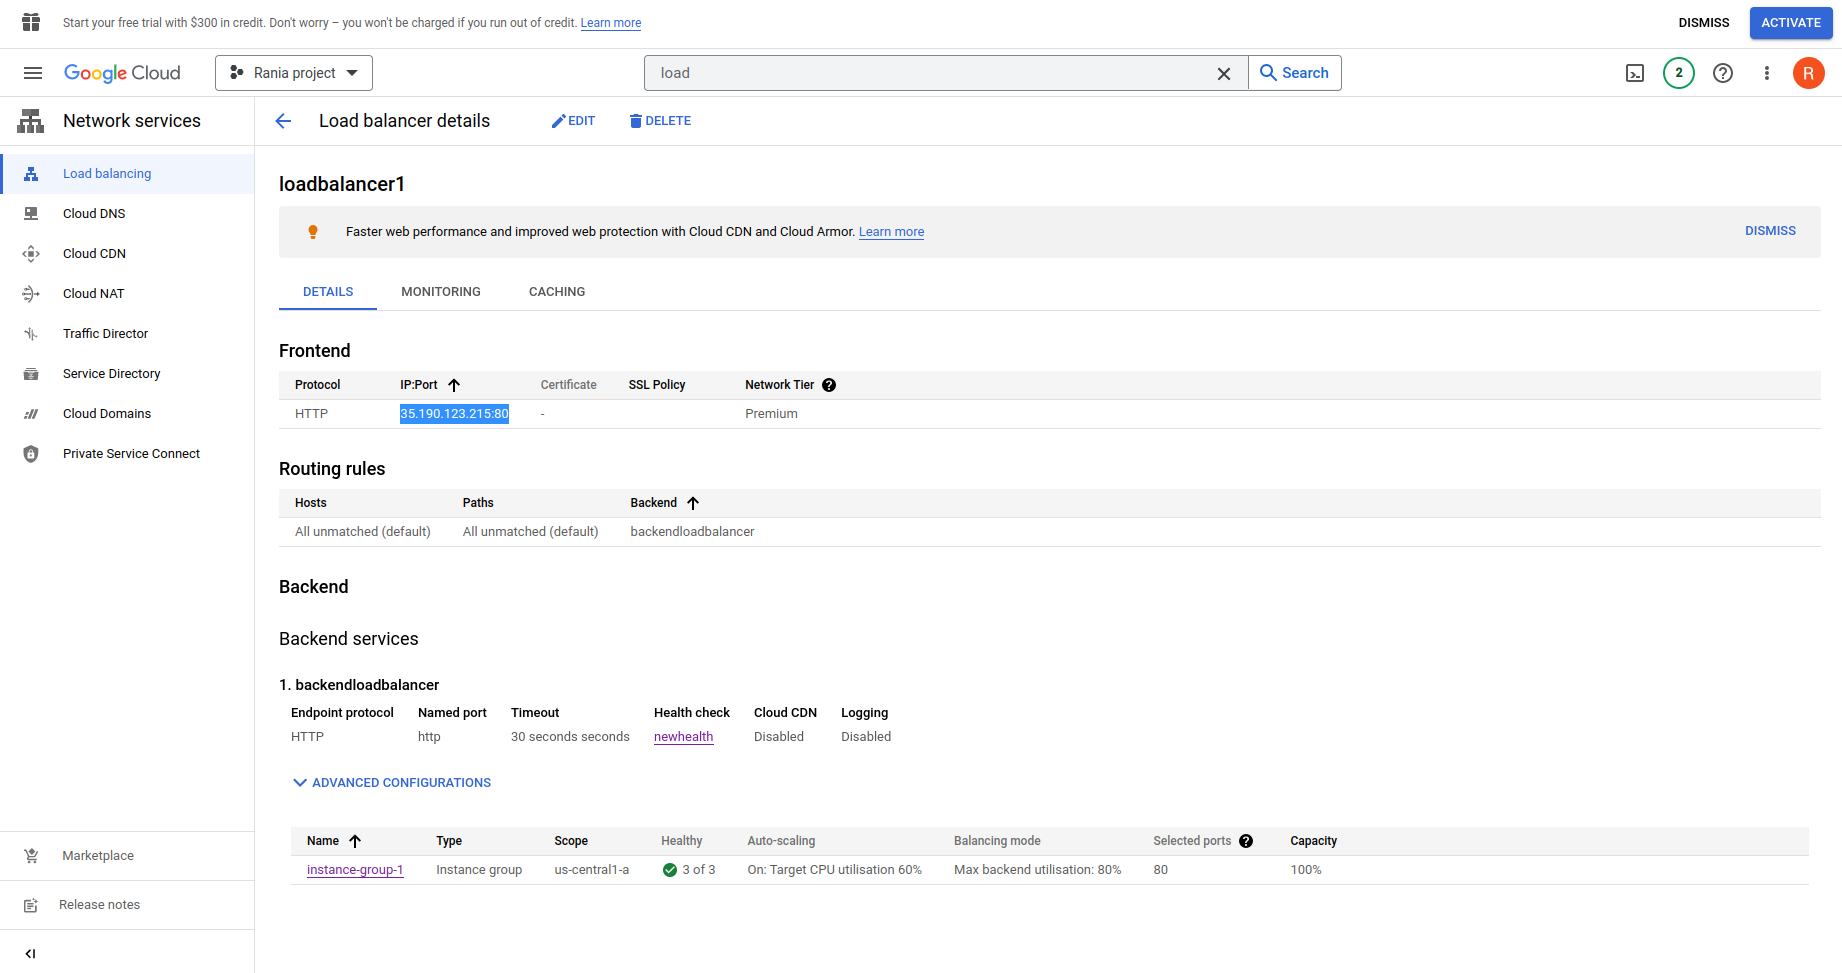 Start your free trial with $300 in credit. Don't worry – you won't be charged if you run out of credit. Learn more
DISMISS
ACTIVATE
Google Cloud
Rania project
load
Search
2
R
Network services
Load balancer details
EDIT
DELETE
Load balancing
Cloud DNS
Cloud CDN
Cloud NAT
Traffic Director
Service Directory
Cloud Domains
Private Service Connect
Marketplace
Release notes
loadbalancer1
Faster web performance and improved web protection with Cloud CDN and Cloud Armor. Learn more
DISMISS
DETAILS MONITORING CACHING
Frontend
Protocol IP:Port Certificate SSL Policy Network Tier
HTTP 35.190.123.215:80 - Premium
Routing rules
Hosts Paths Backend
All unmatched (default) All unmatched (default) backendloadbalancer
Backend
Backend services
1. backendloadbalancer
Endpoint protocol Named port Timeout Health check Cloud CDN Logging
HTTP http 30 seconds seconds newhealth Disabled Disabled
ADVANCED CONFIGURATIONS
Name Type Scope Healthy Auto-scaling Balancing mode Selected ports Capacity
instance-group-1 Instance group us-central1-a 3 of 3 On: Target CPU utilisation 60% Max backend utilisation: 80% 80 100%